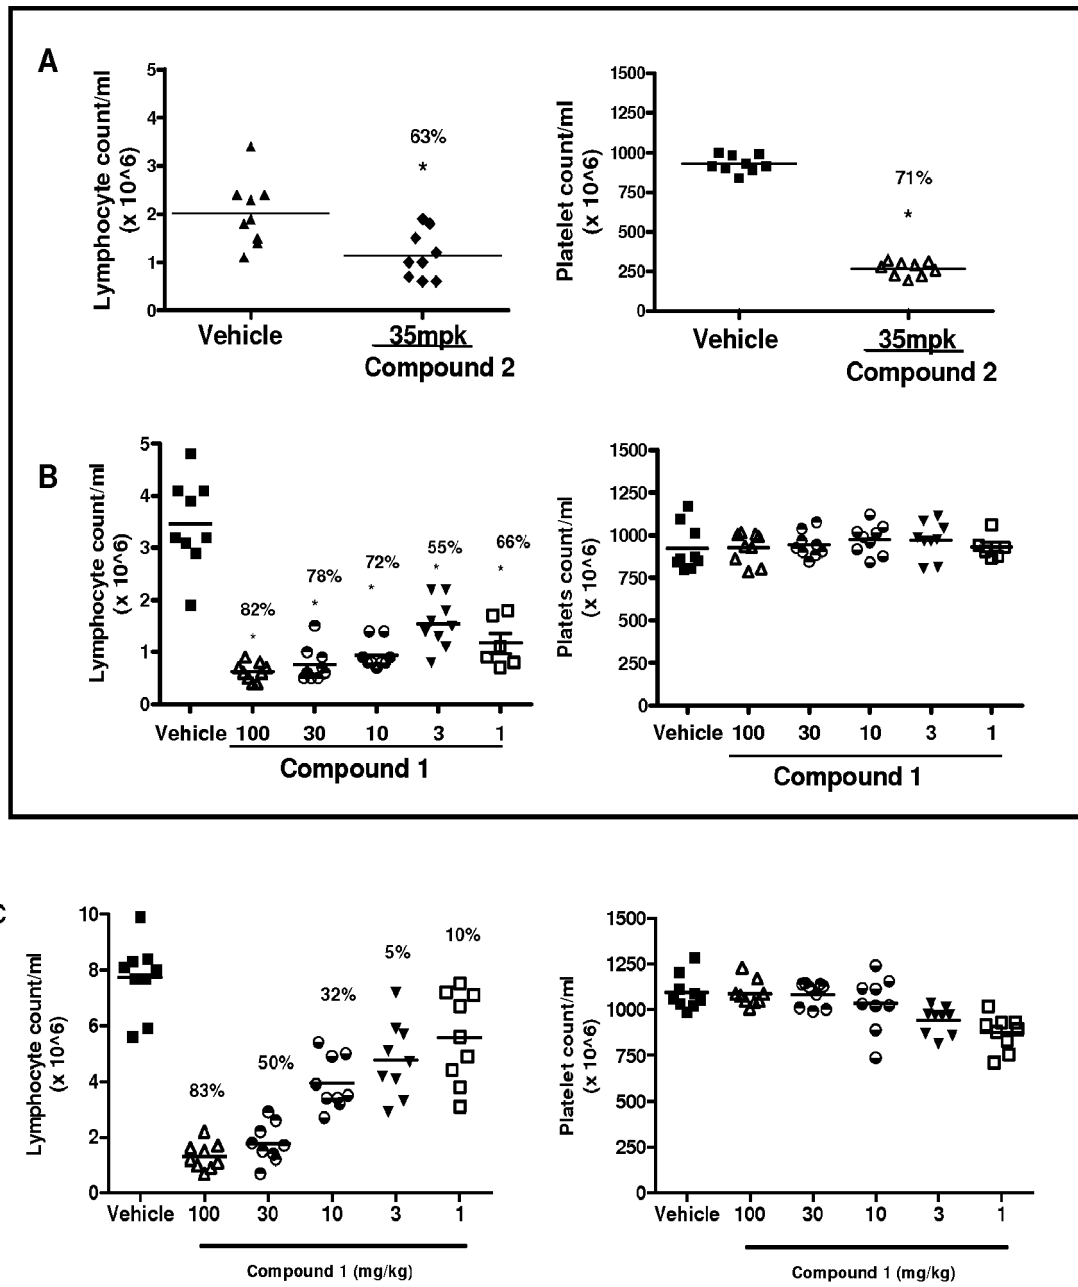 A
Lymphocyte count/ml
(x 10^6)
5
4
3
2
1
0
63%
*
Vehicle
35mpk
Compound 2
Platelet count/ml
(x 10^6)
1500
1250
1000
750
500
250
0
71%
*
Vehicle
35mpk
Compound 2
B
Lymphocyte count/ml
(x 10^6)
5
4
3
2
1
0
82%
*
78%
*
72%
*
55%
*
66%
*
Vehicle 100 30 10 3 1
Compound 1
Platets count/ml
(x 10^6)
1500
1250
1000
750
500
250
0
Vehicle 100 30 10 3 1
Compound 1
C
Lymphocyte count/ml
(x 10^6)
10
8
6
4
2
0
83%
50%
32%
5%
10%
Vehicle 100 30 10 3 1
Compound 1 (mg/kg)
Platelet count/ml
(x 10^6)
1500
1250
1000
750
500
250
0
Vehicle 100 30 10 3 1
Compound 1 (mg/kg)